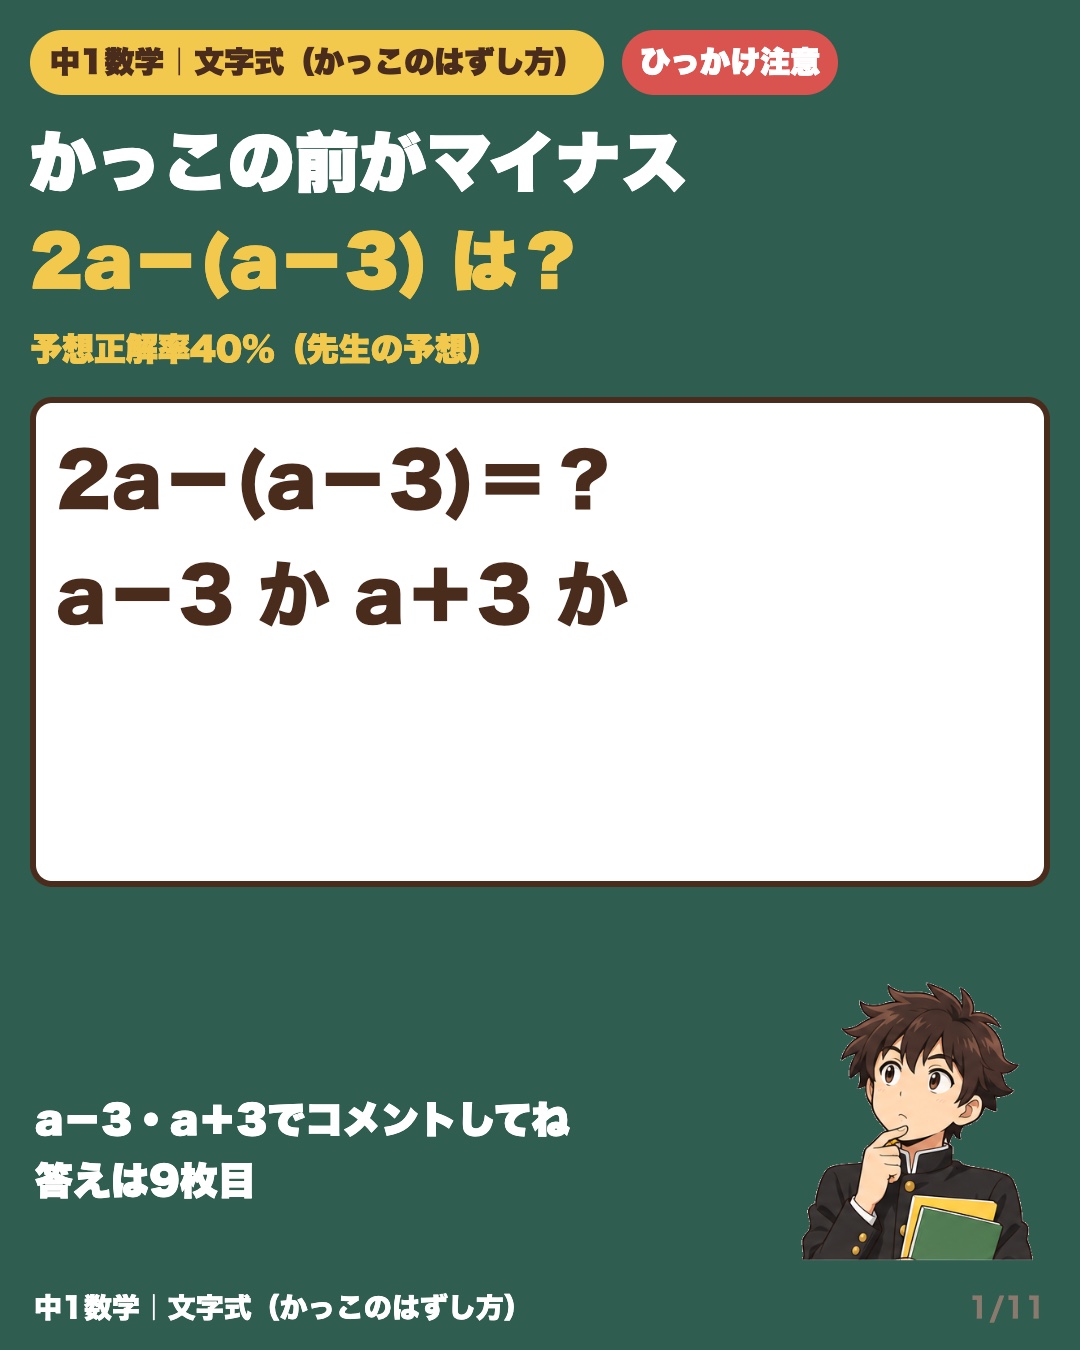 中1数学｜文字式（かっこのはずし方）
ひっかけ注意
かっこの前がマイナス
2a−(a−3) は？
予想正解率40%（先生の予想）
2a−(a−3)＝？
a−3 か a＋3 か
a−3・a＋3でコメントしてね
答えは9枚目
中1数学｜文字式（かっこのはずし方）
1/11